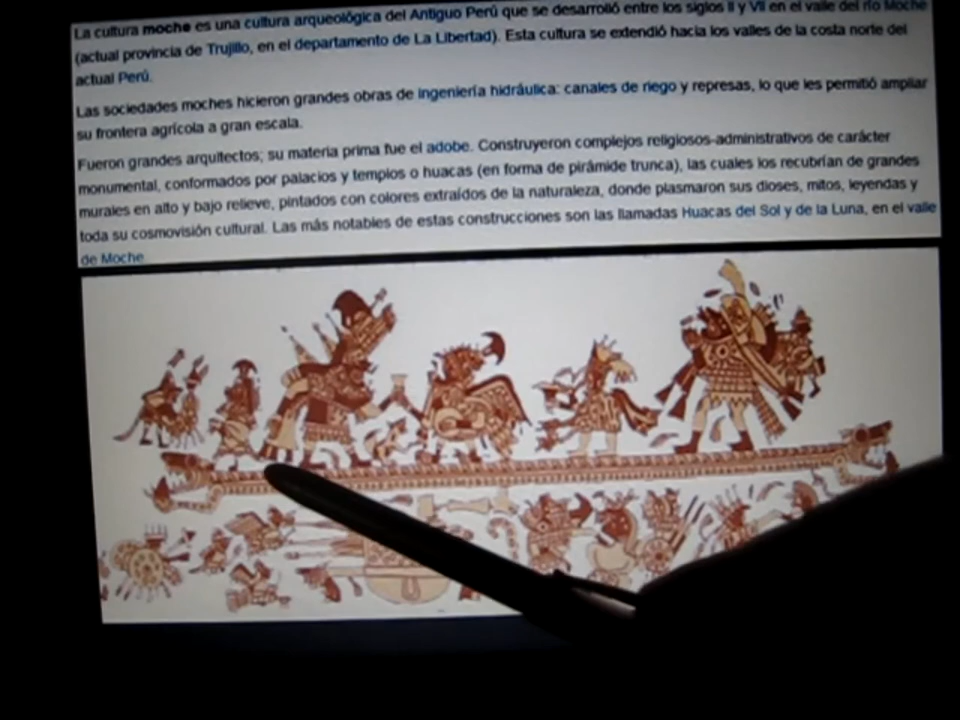 La cultura moche es una cultura arqueológica del Antiguo Perú que se desarrolló entre los siglos II y VII en el valle del río Moche
(actual provincia de Trujillo, en el departamento de La Libertad). Esta cultura se extendió hacia los valles de la costa norte del
actual Perú.
Las sociedades moches hicieron grandes obras de ingeniería hidráulica: canales de riego y represas, lo que les permitió ampliar
su frontera agrícola a gran escala.
Fueron grandes arquitectos; su materia prima fue el adobe. Construyeron complejos religiosos-administrativos de carácter
monumental, conformados por palacios y templos o huacas (en forma de pirámide trunca), las cuales los recubrían de grandes
murales en alto y bajo relieve, pintados con colores extraídos de la naturaleza, donde plasmaron sus dioses, mitos, leyendas y
toda su cosmovisión cultural. Las más notables de estas construcciones son las llamadas Huacas del Sol y de la Luna, en el valle
de Moche.